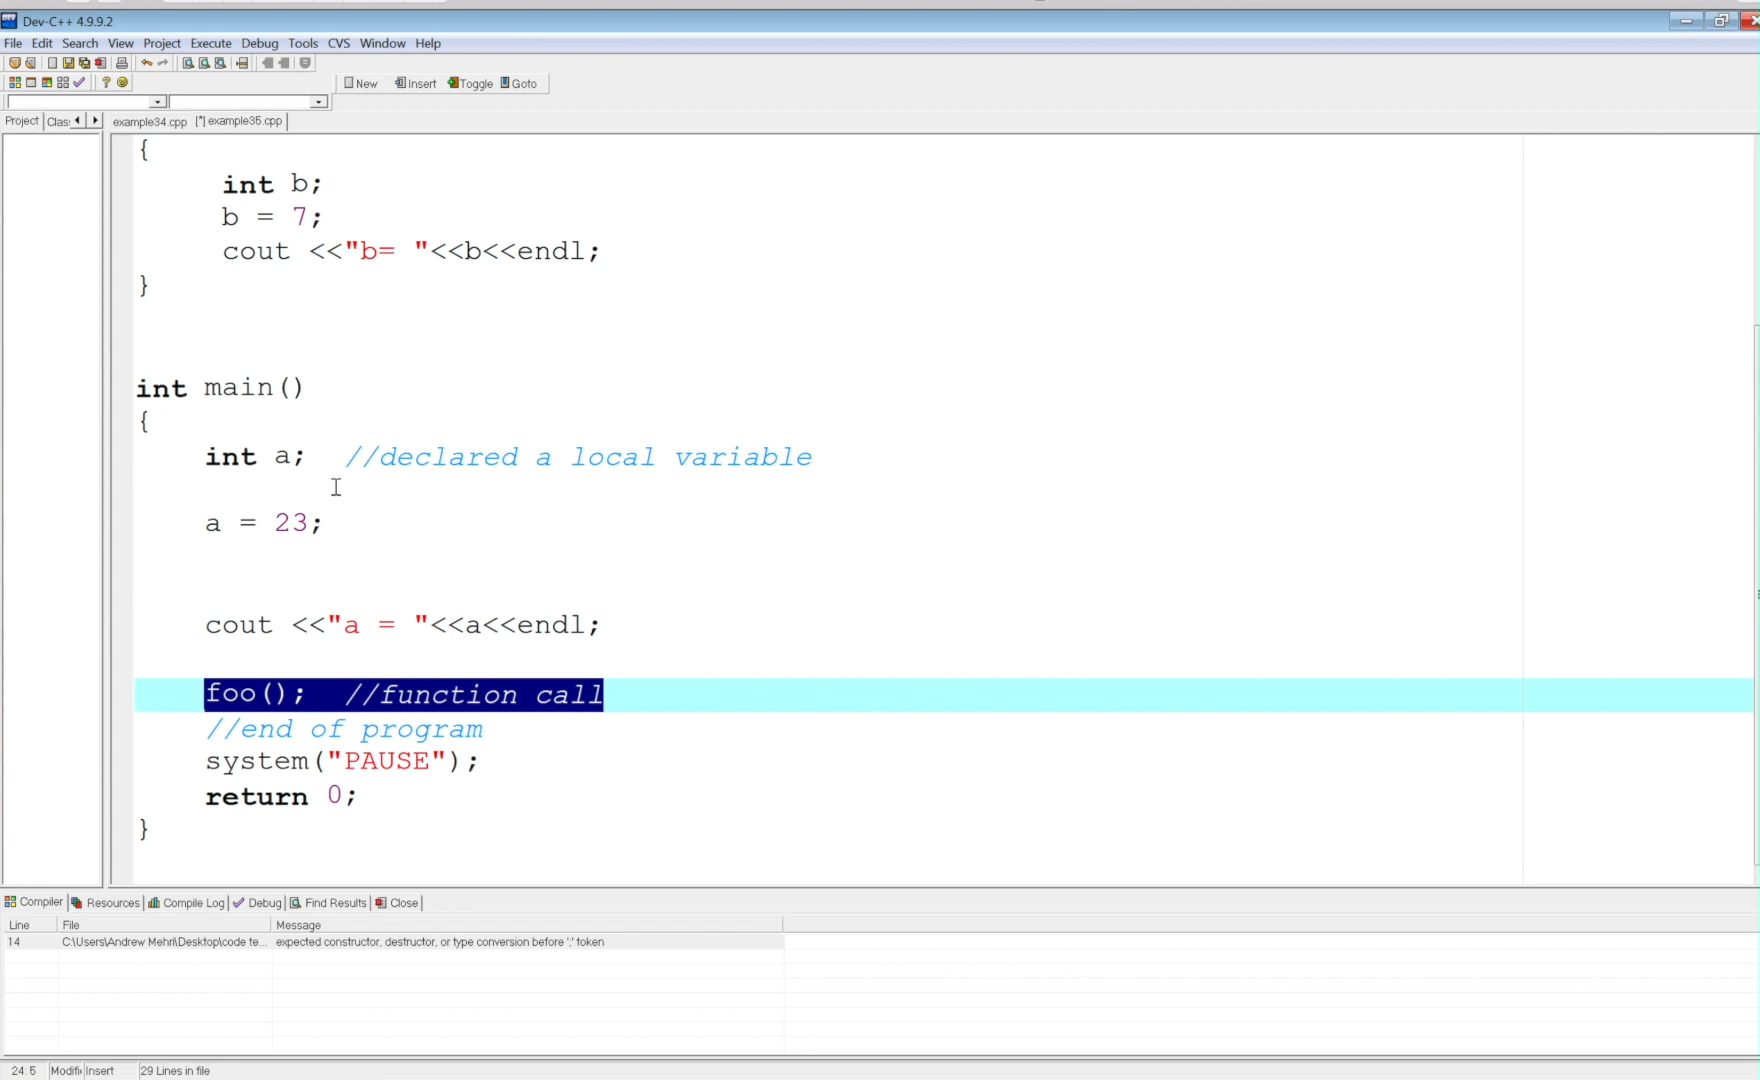 Dev-C++ 4.9.9.2
File Edit Search View Project Execute Debug Tools CVS Window Help
New Insert Toggle Goto
Project Clas: example34.cpp [*] example35.cpp
{
int b;
b = 7;
cout <<"b= "<<b<<endl;
}
int main()
{
int a; //declared a local variable
a = 23;
cout <<"a = "<<a<<endl;
foo(); //function call
//end of program
system("PAUSE");
return 0;
}
Compiler Resources Compile Log Debug Find Results Close
Line File Message
14 C:\Users\Andrew Mehri\Desktop\code te... expected constructor, destructor, or type conversion before ';' token
24: 5 Modifi Insert 29 Lines in file